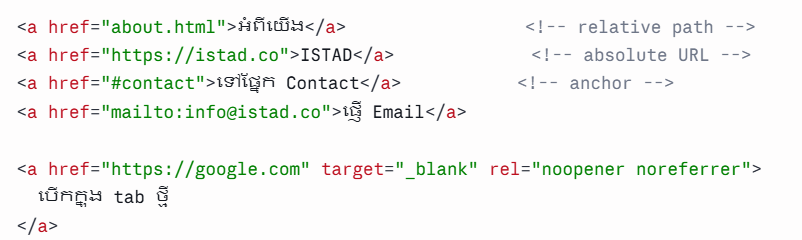 <a href="about.html">អំពីយើង</a>                 <!-- relative path -->
<a href="https://istad.co">ISTAD</a>             <!-- absolute URL -->
<a href="#contact">ទៅផ្នែក Contact</a>           <!-- anchor -->
<a href="mailto:info@istad.co">ផ្ញើ Email</a>

<a href="https://google.com" target="_blank" rel="noopener noreferrer">
  បើកក្នុង tab ថ្មី
</a>